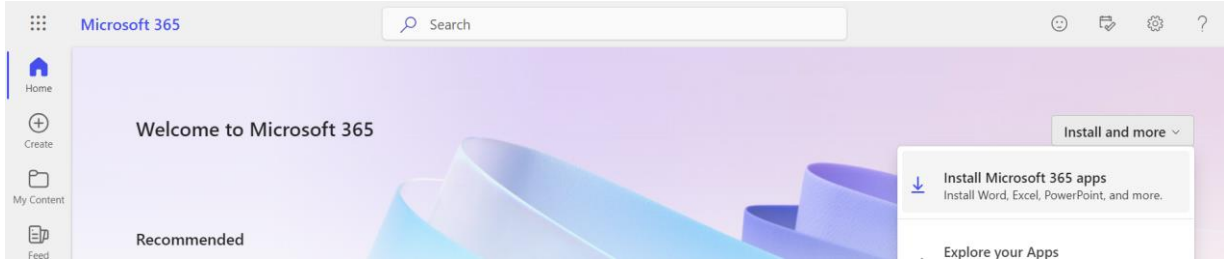 Microsoft 365
Search
?
Home
Create
My Content
Feed
Welcome to Microsoft 365
Recommended
Install and more
Install Microsoft 365 apps
Install Word, Excel, PowerPoint, and more.
Explore your Apps